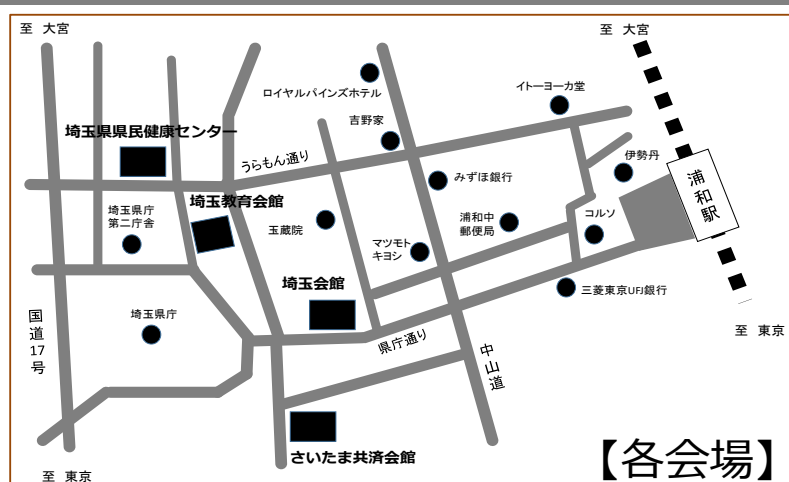 至 大宮
至 大宮
ロイヤルパインズホテル
イトーヨーカ堂
吉野家
埼玉県県民健康センター
うらもん通り
伊勢丹
みずほ銀行
浦和駅
埼玉教育会館
埼玉県庁
第二庁舎
玉蔵院
浦和中
郵便局
コルソ
マツモト
キヨシ
埼玉会館
三菱東京UFJ銀行
国道17号
埼玉県庁
県庁通り
中山道
至 東京
さいたま共済会館
【各会場】
至 東京